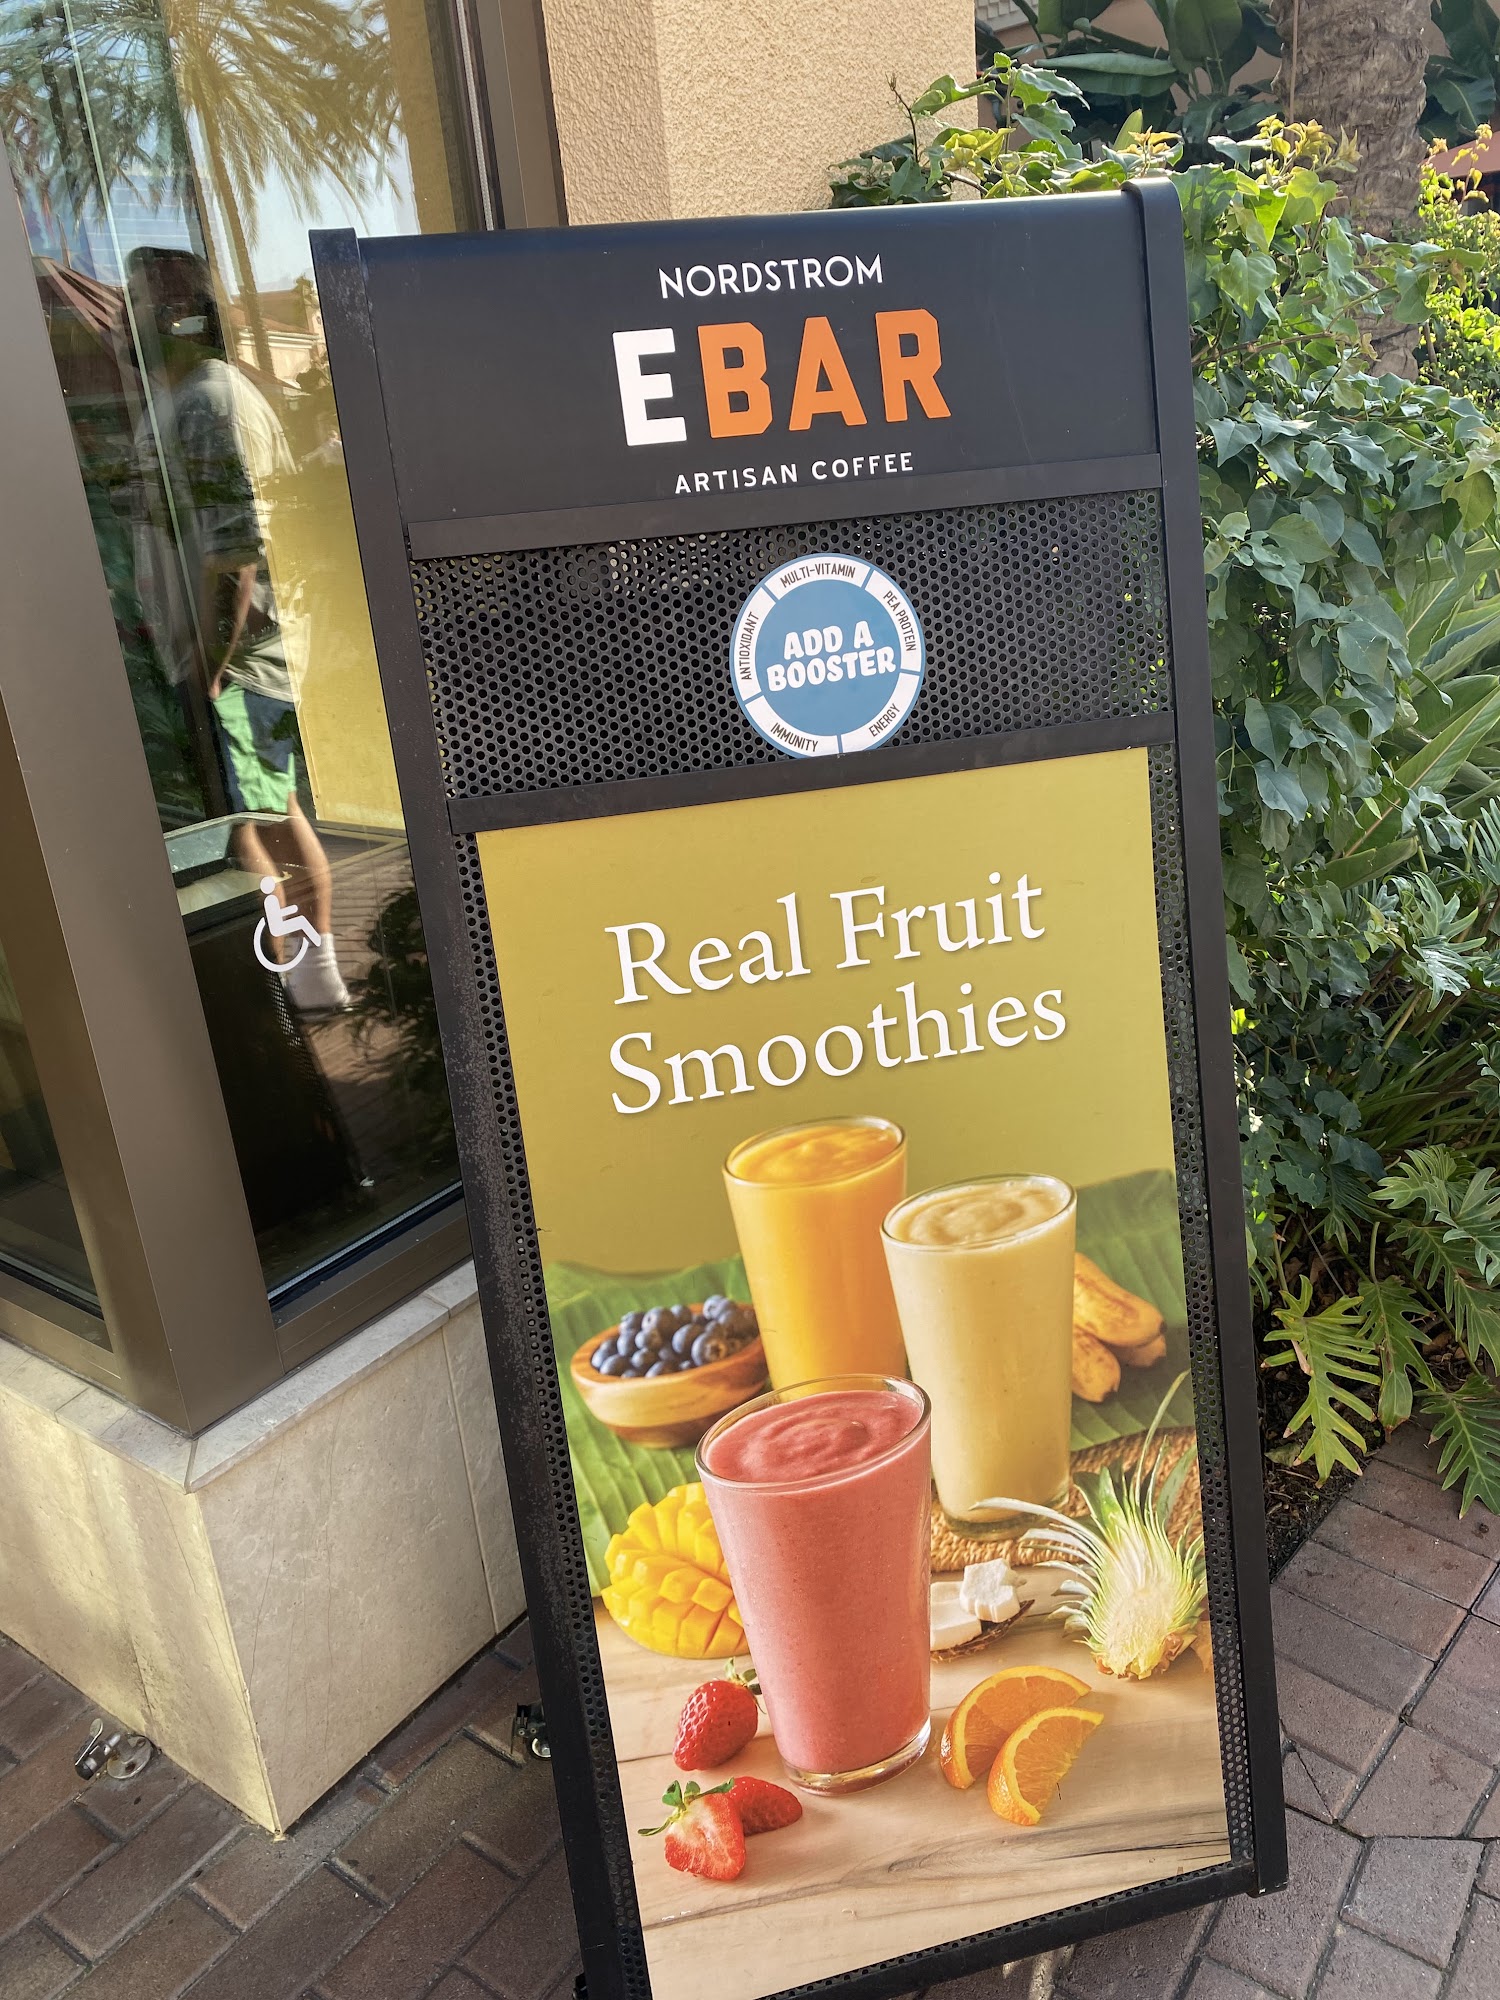 NORDSTROM
EBAR
ARTISAN COFFEE
MULTI-VITAMIN
PEA PROTEIN
ENERGY
IMMUNITY
ANTIOXIDANT
ADD A
BOOSTER
Real Fruit
Smoothies